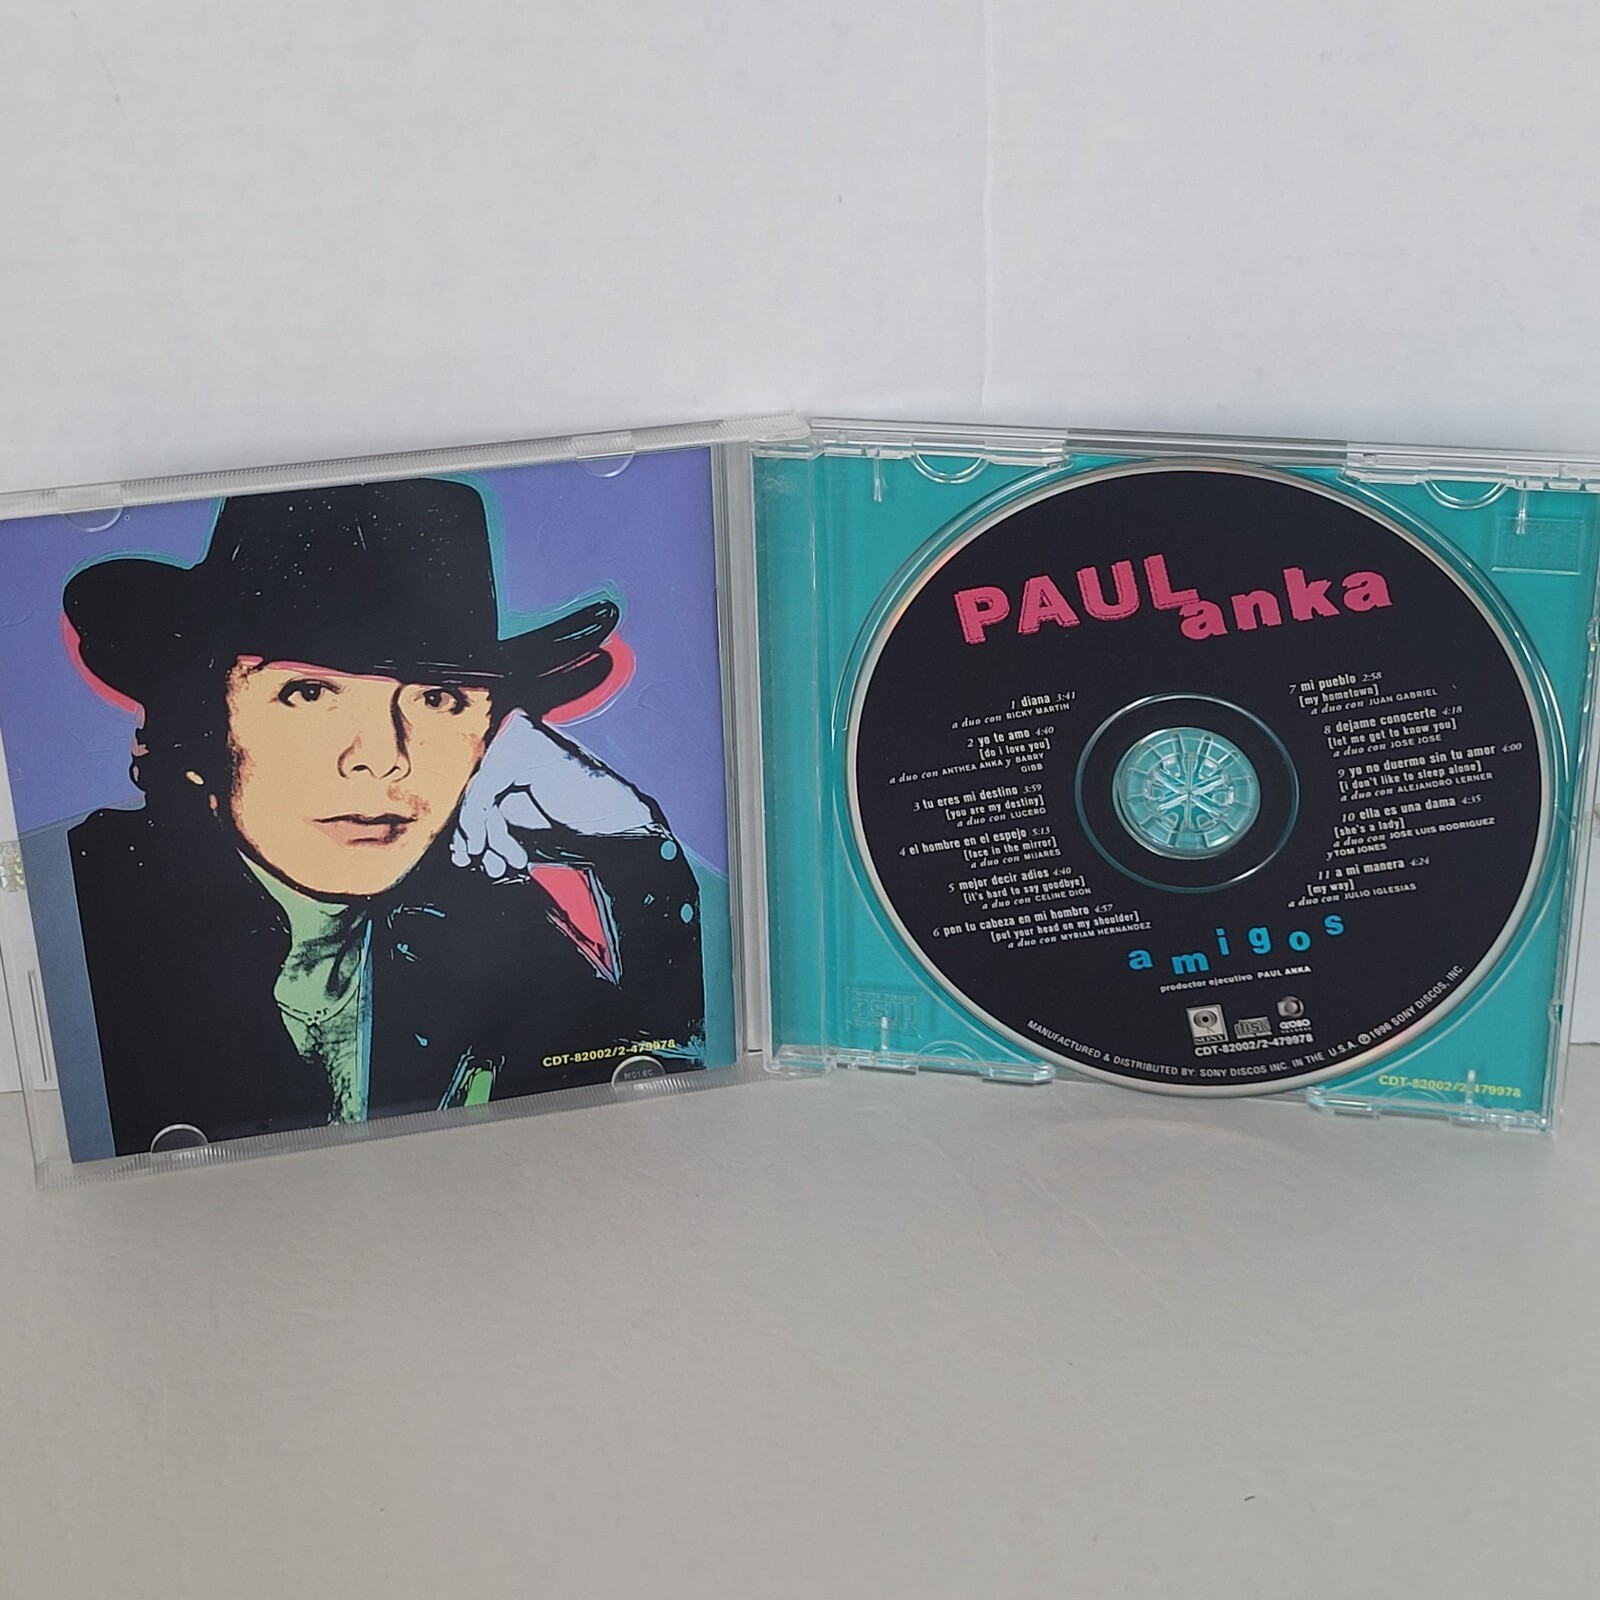 CDT-82002/2-479978
PAUL anka
1 diana 3:41
a duo con RICKY MARTIN
2 yo te amo 4:40
[do i love you]
a duo con ANTHEA ANKA y BARRY
GIBB
3 tu eres mi destino 3:59
[you are my destiny]
a duo con LUCERO
4 el hombre en el espejo 5:13
[face in the mirror]
a duo con MIJARES
5 mejor decir adios 4:40
[it's hard to say goodbye]
a duo con CELINE DION
6 pon tu cabeza en mi hombro 4:57
[put your head on my shoulder]
a duo con MYRIAM HERNANDEZ
7 mi pueblo 2:58
[my hometown]
a duo con JUAN GABRIEL
8 dejame conocerte 4:18
[let me get to know you]
a duo con JOSE JOSE
9 yo no duermo sin tu amor 4:00
[i don't like to sleep alone]
a duo con ALEJANDRO LERNER
10 ella es una dama 4:35
[she's a lady]
a duo con JOSE LUIS RODRIGUEZ
y TOM JONES
11 a mi manera 4:24
[my way]
a duo con JULIO IGLESIAS
amigos
productor ejecutivo PAUL ANKA
SONY disc GLOBO
CDT-82002/2-479978
MANUFACTURED & DISTRIBUTED BY: SONY DISCOS INC. IN THE U.S.A. ℗1996 SONY DISCOS, INC.
CDT-82002/2-479978